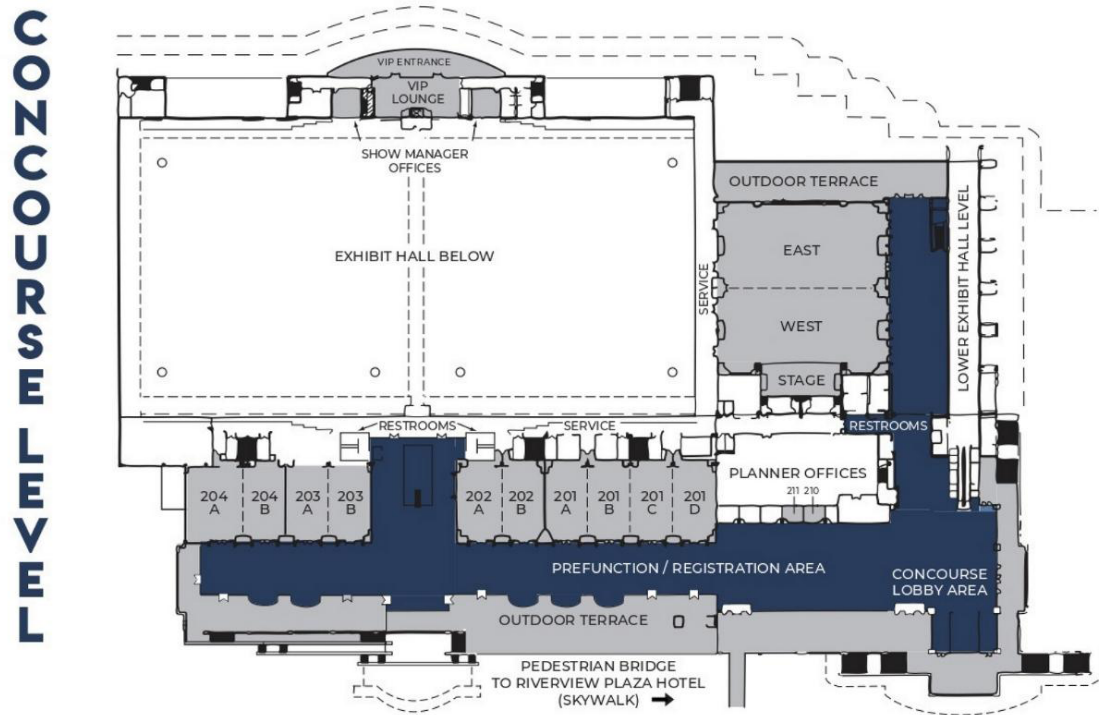 CONCOURSE LEVEL
VIP ENTRANCE
VIP
LOUNGE
SHOW MANAGER
OFFICES
OUTDOOR TERRACE
EXHIBIT HALL BELOW
SERVICE
EAST
WEST
STAGE
LOWER EXHIBIT HALL LEVEL
RESTROOMS
SERVICE
RESTROOMS
PLANNER OFFICES
211 210
204
A
204
B
203
A
203
B
202
A
202
B
201
A
201
B
201
C
201
D
PREFUNCTION / REGISTRATION AREA
CONCOURSE
LOBBY AREA
OUTDOOR TERRACE
PEDESTRIAN BRIDGE
TO RIVERVIEW PLAZA HOTEL
(SKYWALK) →